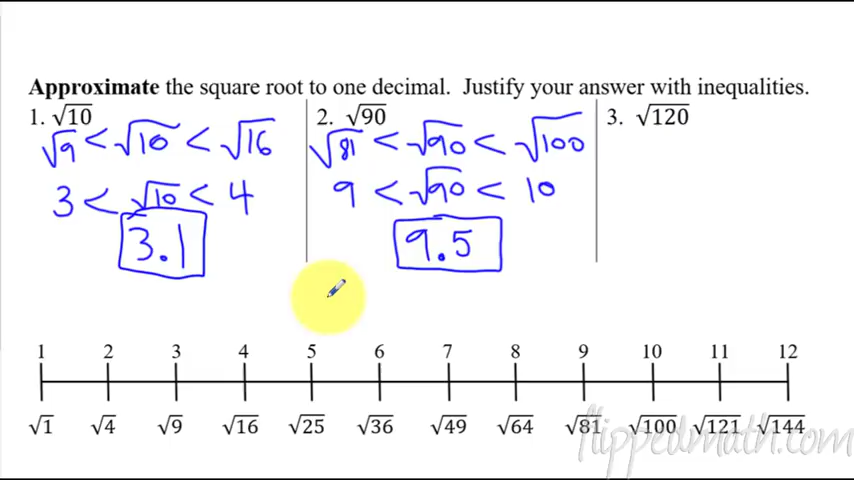 Approximate the square root to one decimal. Justify your answer with inequalities.
1. √10
√9 < √10 < √16
3 < √10 < 4
3.1
2. √90
√81 < √90 < √100
9 < √90 < 10
9.5
3. √120
1 2 3 4 5 6 7 8 9 10 11 12
√1 √4 √9 √16 √25 √36 √49 √64 √81 √100 √121 √144
flippedmath.com